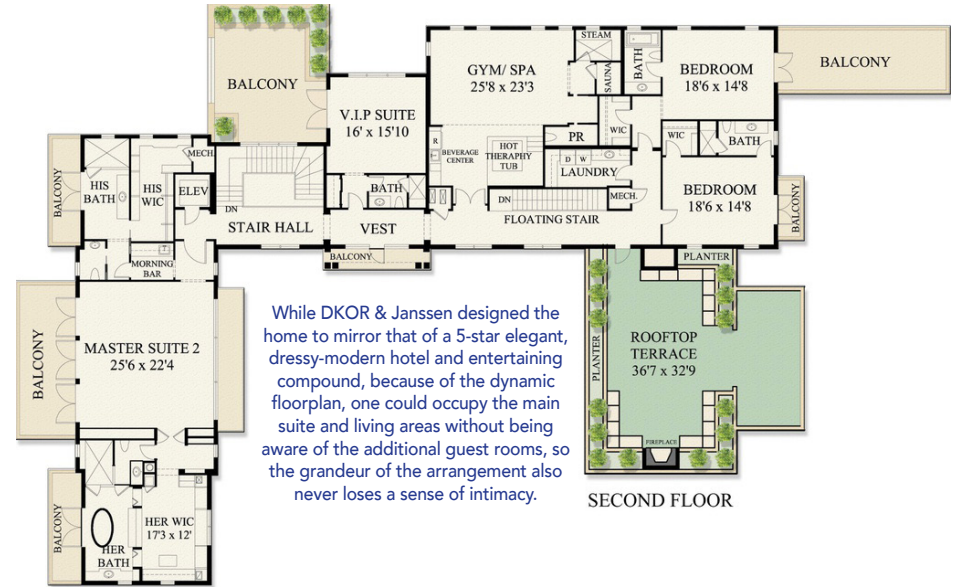 BALCONY
V.I.P SUITE
16' x 15'10
GYM/ SPA
25'8 x 23'3
STEAM
SAUNA
BATH
BEDROOM
18'6 x 14'8
BALCONY
R
BEVERAGE
CENTER
HOT
THERAPHY
TUB
PR
WIC
WIC
BATH
D W
LAUNDRY
MECH.
BEDROOM
18'6 x 14'8
BALCONY
BALCONY
HIS
BATH
HIS
WIC
MECH.
ELEV
DN
STAIR HALL
BATH
VEST
DN
FLOATING STAIR
BALCONY
MORNING
BAR
MASTER SUITE 2
25'6 x 22'4
BALCONY
PLANTER
PLANTER
ROOFTOP
TERRACE
36'7 x 32'9
FIREPLACE
BALCONY
HER
BATH
HER WIC
17'3 x 12'
While DKOR & Janssen designed the
home to mirror that of a 5-star elegant,
dressy-modern hotel and entertaining
compound, because of the dynamic
floorplan, one could occupy the main
suite and living areas without being
aware of the additional guest rooms, so
the grandeur of the arrangement also
never loses a sense of intimacy.
SECOND FLOOR